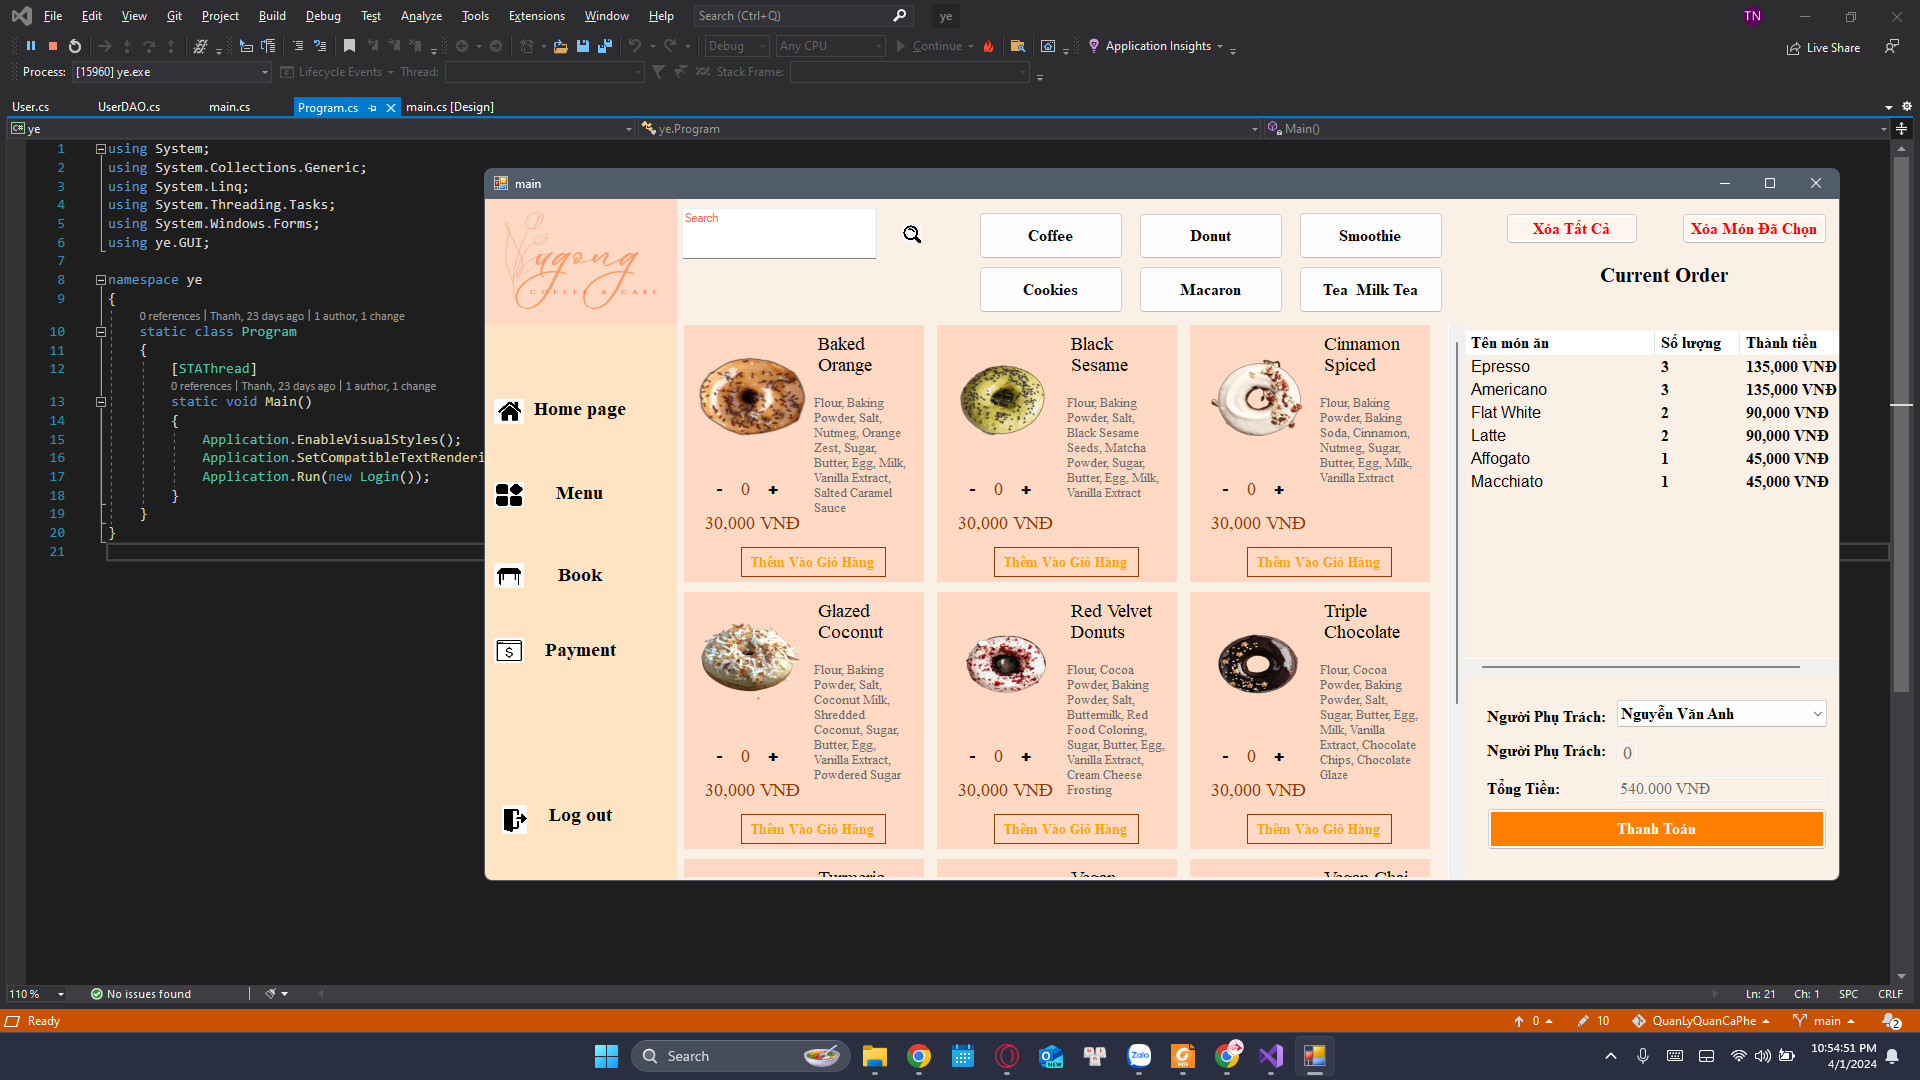 File Edit View Git Project Build Debug Test Analyze Tools Extensions Window Help Search (Ctrl+Q) ye TN
Debug Any CPU Continue Application Insights Live Share
Process: [15960] ye.exe Lifecycle Events Thread: Stack Frame:
User.cs UserDAO.cs main.cs Program.cs main.cs [Design]
C# ye ye.Program Main()
1 using System;
2 using System.Collections.Generic;
3 using System.Linq;
4 using System.Threading.Tasks;
5 using System.Windows.Forms;
6 using ye.GUI;
7
8 namespace ye
9 {
0 references | Thanh, 23 days ago | 1 author, 1 change
10 static class Program
11 {
12 [STAThread]
0 references | Thanh, 23 days ago | 1 author, 1 change
13 static void Main()
14 {
15 Application.EnableVisualStyles();
16 Application.SetCompatibleTextRenderi
17 Application.Run(new Login());
18 }
19 }
20 }
21
main
Yugong
COFFEE & CAKE
Home page
Menu
Book
Payment
Log out
Search
Coffee Donut Smoothie
Cookies Macaron Tea Milk Tea
Xóa Tất Cả Xóa Món Đã Chọn
Current Order
Baked
Orange
Flour, Baking
Powder, Salt,
Nutmeg, Orange
Zest, Sugar,
Butter, Egg, Milk,
Vanilla Extract,
Salted Caramel
Sauce
- 0 +
30,000 VNĐ
Thêm Vào Giỏ Hàng
Black
Sesame
Flour, Baking
Powder, Salt,
Black Sesame
Seeds, Matcha
Powder, Sugar,
Butter, Egg, Milk,
Vanilla Extract
- 0 +
30,000 VNĐ
Thêm Vào Giỏ Hàng
Cinnamon
Spiced
Flour, Baking
Powder, Baking
Soda, Cinnamon,
Nutmeg, Sugar,
Butter, Egg, Milk,
Vanilla Extract
- 0 +
30,000 VNĐ
Thêm Vào Giỏ Hàng
Glazed
Coconut
Flour, Baking
Powder, Salt,
Coconut Milk,
Shredded
Coconut, Sugar,
Butter, Egg,
Vanilla Extract,
Powdered Sugar
- 0 +
30,000 VNĐ
Thêm Vào Giỏ Hàng
Red Velvet
Donuts
Flour, Cocoa
Powder, Baking
Powder, Salt,
Buttermilk, Red
Food Coloring,
Sugar, Butter, Egg,
Vanilla Extract,
Cream Cheese
Frosting
- 0 +
30,000 VNĐ
Thêm Vào Giỏ Hàng
Triple
Chocolate
Flour, Cocoa
Powder, Baking
Powder, Salt,
Sugar, Butter, Egg,
Milk, Vanilla
Extract, Chocolate
Chips, Chocolate
Glaze
- 0 +
30,000 VNĐ
Thêm Vào Giỏ Hàng
Turmeric Vegan Vegan Chai
Tên món ăn Số lượng Thành tiền
Epresso 3 135,000 VNĐ
Americano 3 135,000 VNĐ
Flat White 2 90,000 VNĐ
Latte 2 90,000 VNĐ
Affogato 1 45,000 VNĐ
Macchiato 1 45,000 VNĐ
Người Phụ Trách: Nguyễn Văn Anh
Người Phụ Trách: 0
Tổng Tiền: 540.000 VNĐ
Thanh Toán
110 % No issues found Ln: 21 Ch: 1 SPC CRLF
Ready 0 10 QuanLyQuanCaPhe main 2
Search NEW Zalo PDF
10:54:51 PM
4/1/2024